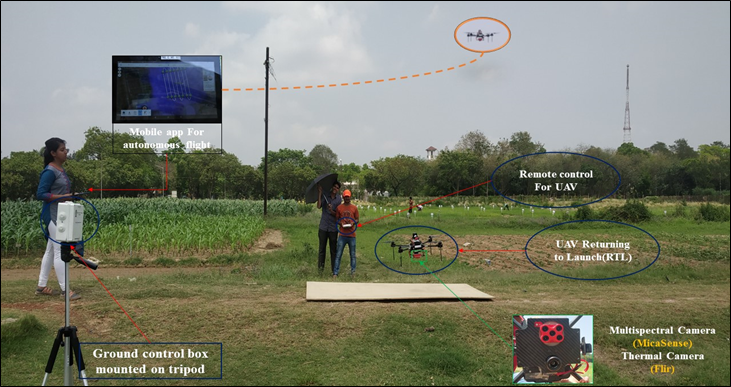 Mobile app For
autonomous flight
Remote control
For UAV
UAV Returning
to Launch(RTL)
Multispectral Camera
(MicaSense)
Thermal Camera
(Flir)
Ground control box
mounted on tripod